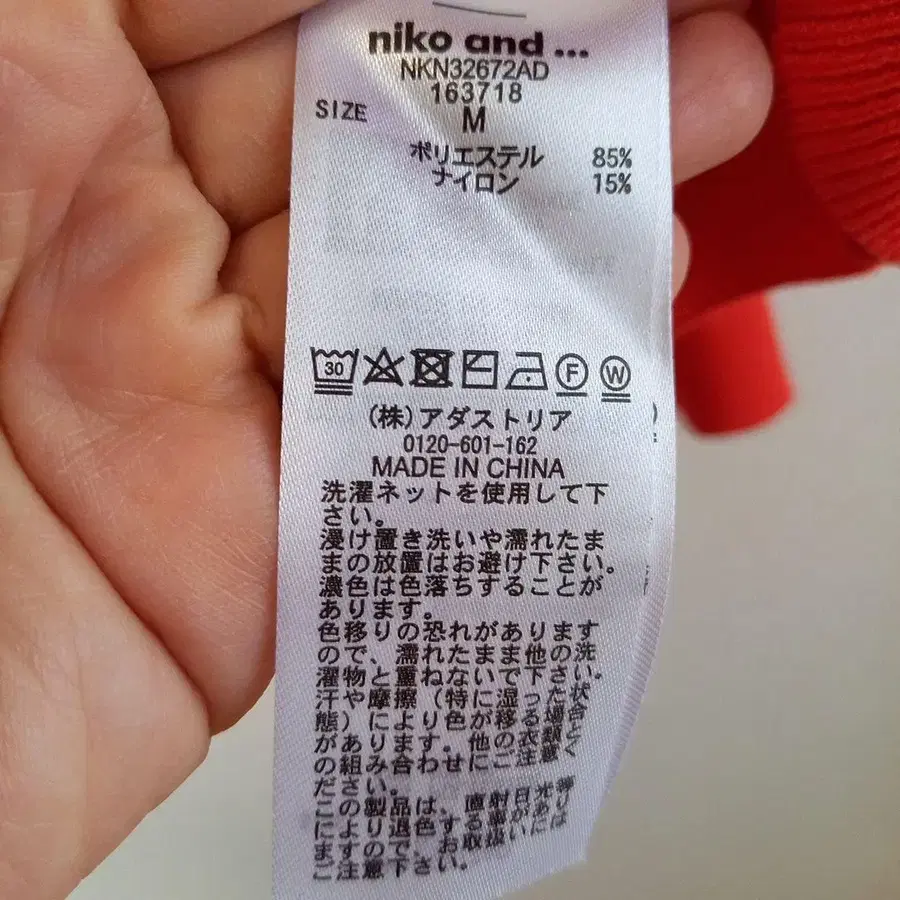 niko and ...
NKN32672AD
163718
SIZE M
ポリエステル 85%
ナイロン 15%
30
F W
(株)アダストリア
0120-601-162
MADE IN CHINA
洗濯ネットを使用して下
さい。
浸け置き洗いや濡れたま
まの放置はお避け下さい。
濃色は色落ちすることが
あります。
色移りの恐れがあります
ので、濡れたまま他の洗
濯物と重ねないで下さい。
汗や摩擦(特に湿った状
態)により色が移る場合
があります。他の衣類と
の組み合わせにご注意く
ださい。
この製品は、直射日光等
により退色する事があり
ますので、お取扱いには
ご注意下さい。